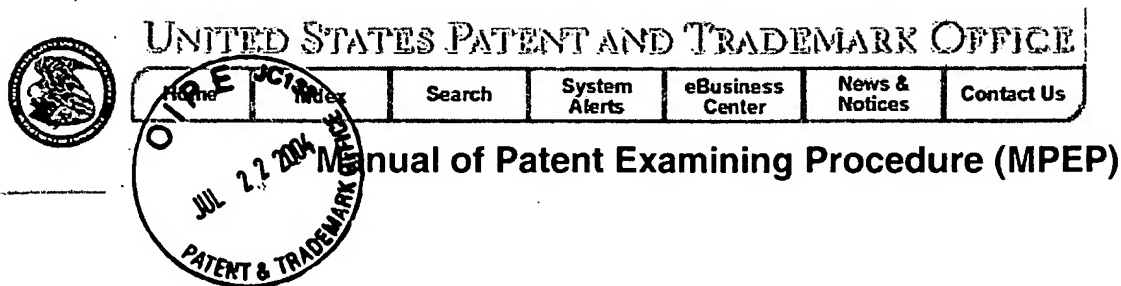 UNITED STATES PATENT AND TRADEMARK OFFICE
Home Index Search System Alerts eBusiness Center News & Notices Contact Us
Manual of Patent Examining Procedure (MPEP)
OIPE
JUL 22 2004
PATENT & TRADEMARK OFFICE